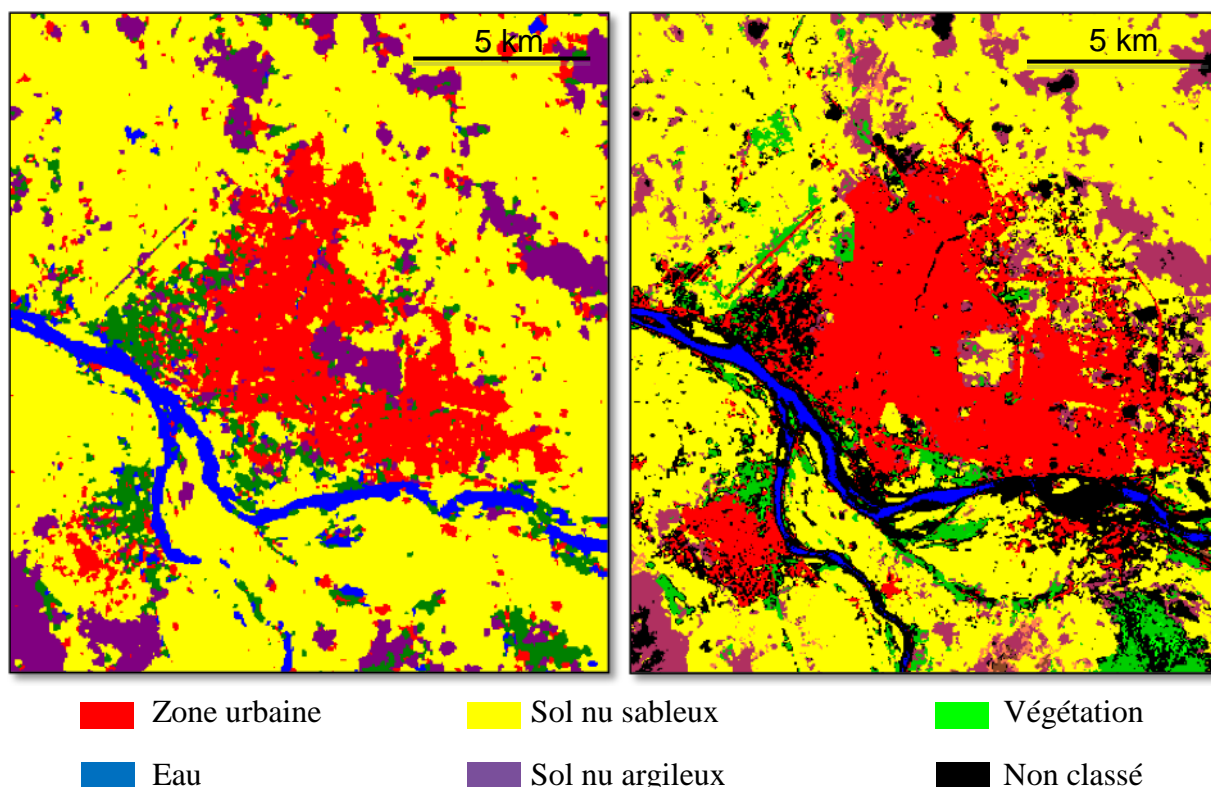 5 km
5 km
Zone urbaine
Sol nu sableux
Végétation
Eau
Sol nu argileux
Non classé